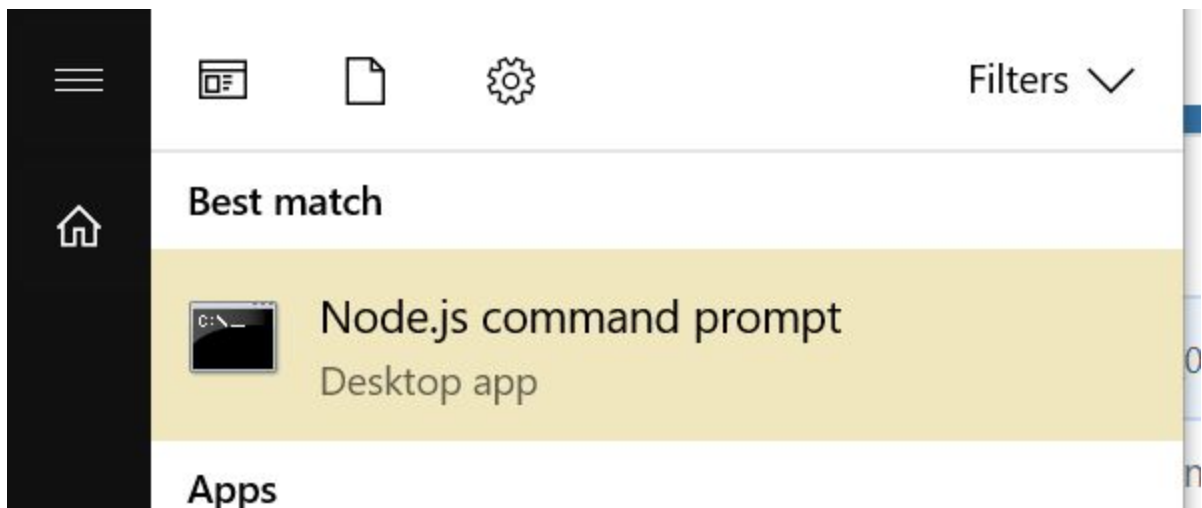 Filters
Best match
C:\_
Node.js command prompt
Desktop app
Apps